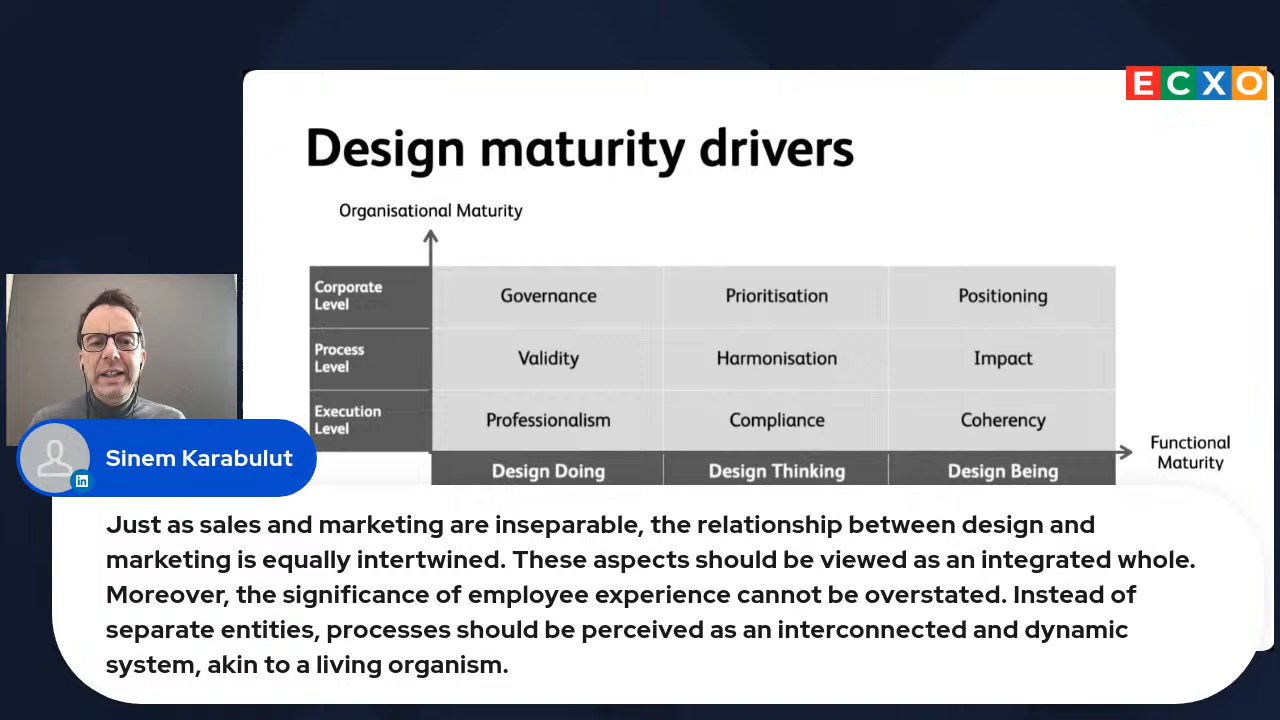 ECXO
Design maturity drivers
Organisational Maturity
Corporate
Level
Governance
Prioritisation
Positioning
Process
Level
Validity
Harmonisation
Impact
Execution
Level
Professionalism
Compliance
Coherency
Functional
Maturity
Design Doing
Design Thinking
Design Being
Sinem Karabulut
in
Just as sales and marketing are inseparable, the relationship between design and
marketing is equally intertwined. These aspects should be viewed as an integrated whole.
Moreover, the significance of employee experience cannot be overstated. Instead of
separate entities, processes should be perceived as an interconnected and dynamic
system, akin to a living organism.